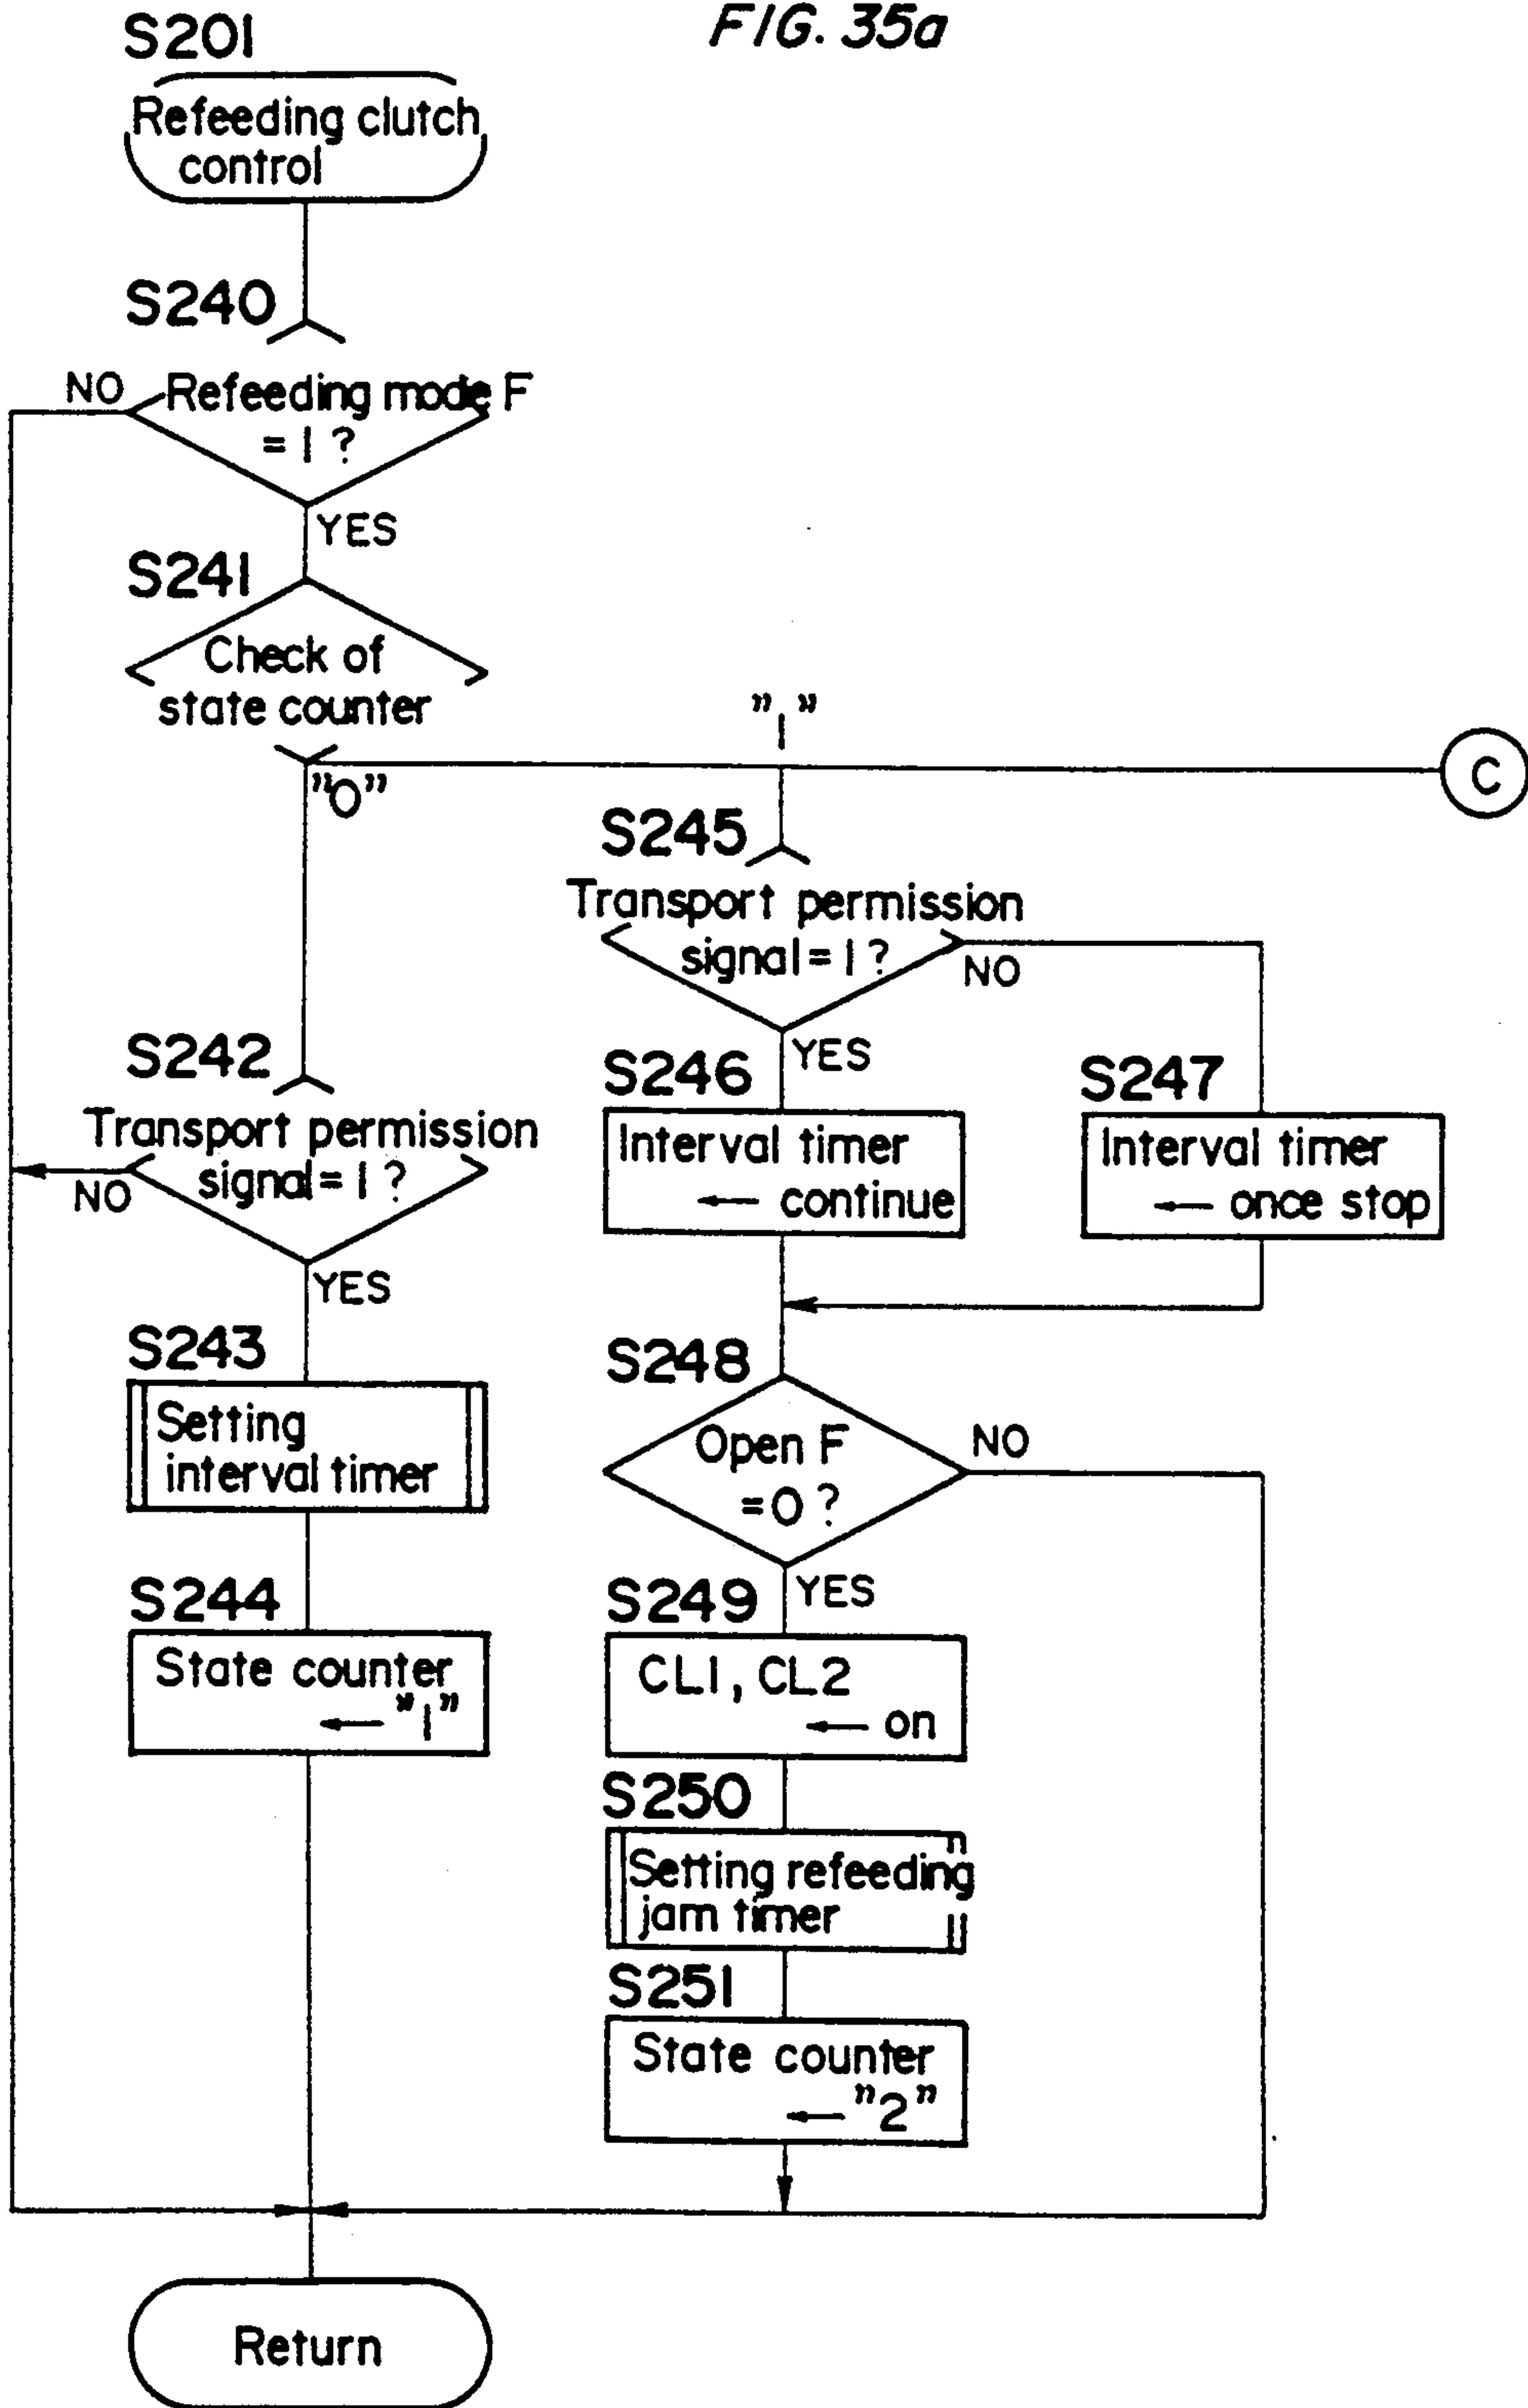 FIG. 35a
S201
Refeeding clutch
control
S240
NO
Refeeding mode F
= 1 ?
YES
S241
Check of
state counter
"0"
"1"
C
S242
Transport permission
signal = 1 ?
NO
YES
S243
Setting
interval timer
S244
State counter
← "1"
S245
Transport permission
signal = 1 ?
NO
YES
S246
Interval timer
← continue
S247
Interval timer
← once stop
S248
Open F
= 0 ?
NO
YES
S249
CL1, CL2
← on
S250
Setting refeeding
jam timer
S251
State counter
← "2"
Return